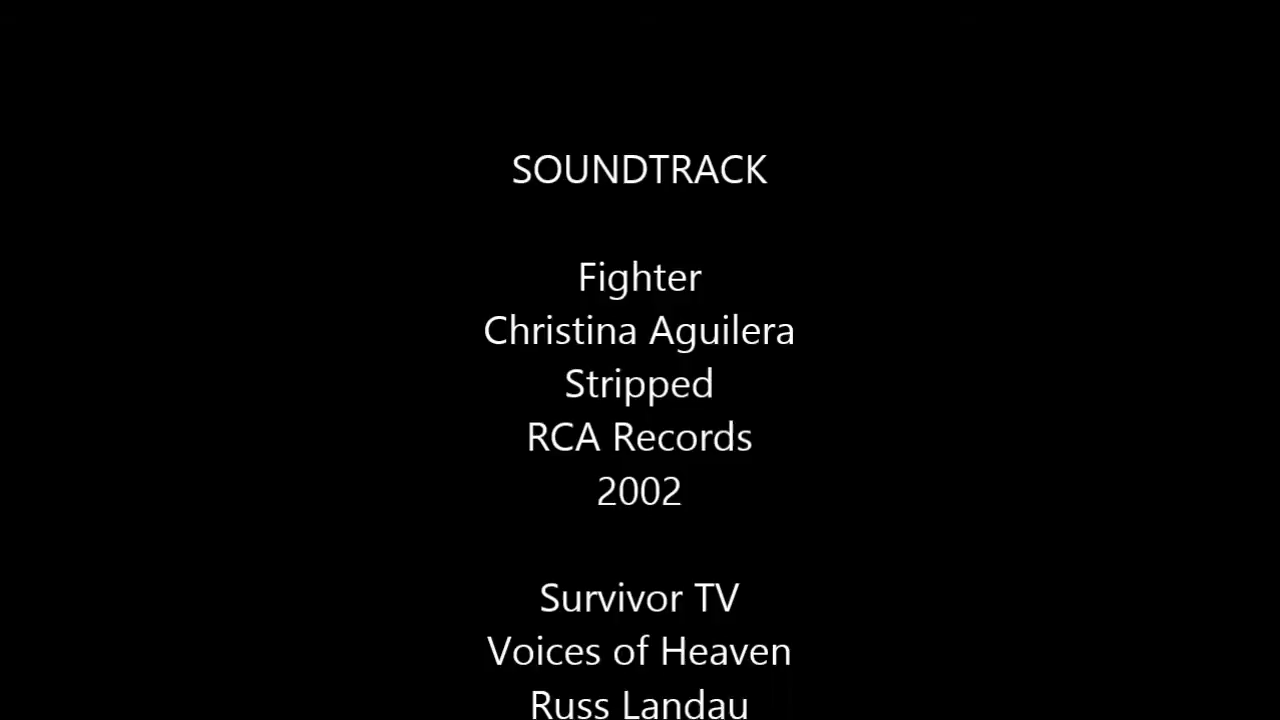 SOUNDTRACK
Fighter
Christina Aguilera
Stripped
RCA Records
2002
Survivor TV
Voices of Heaven
Russ Landau